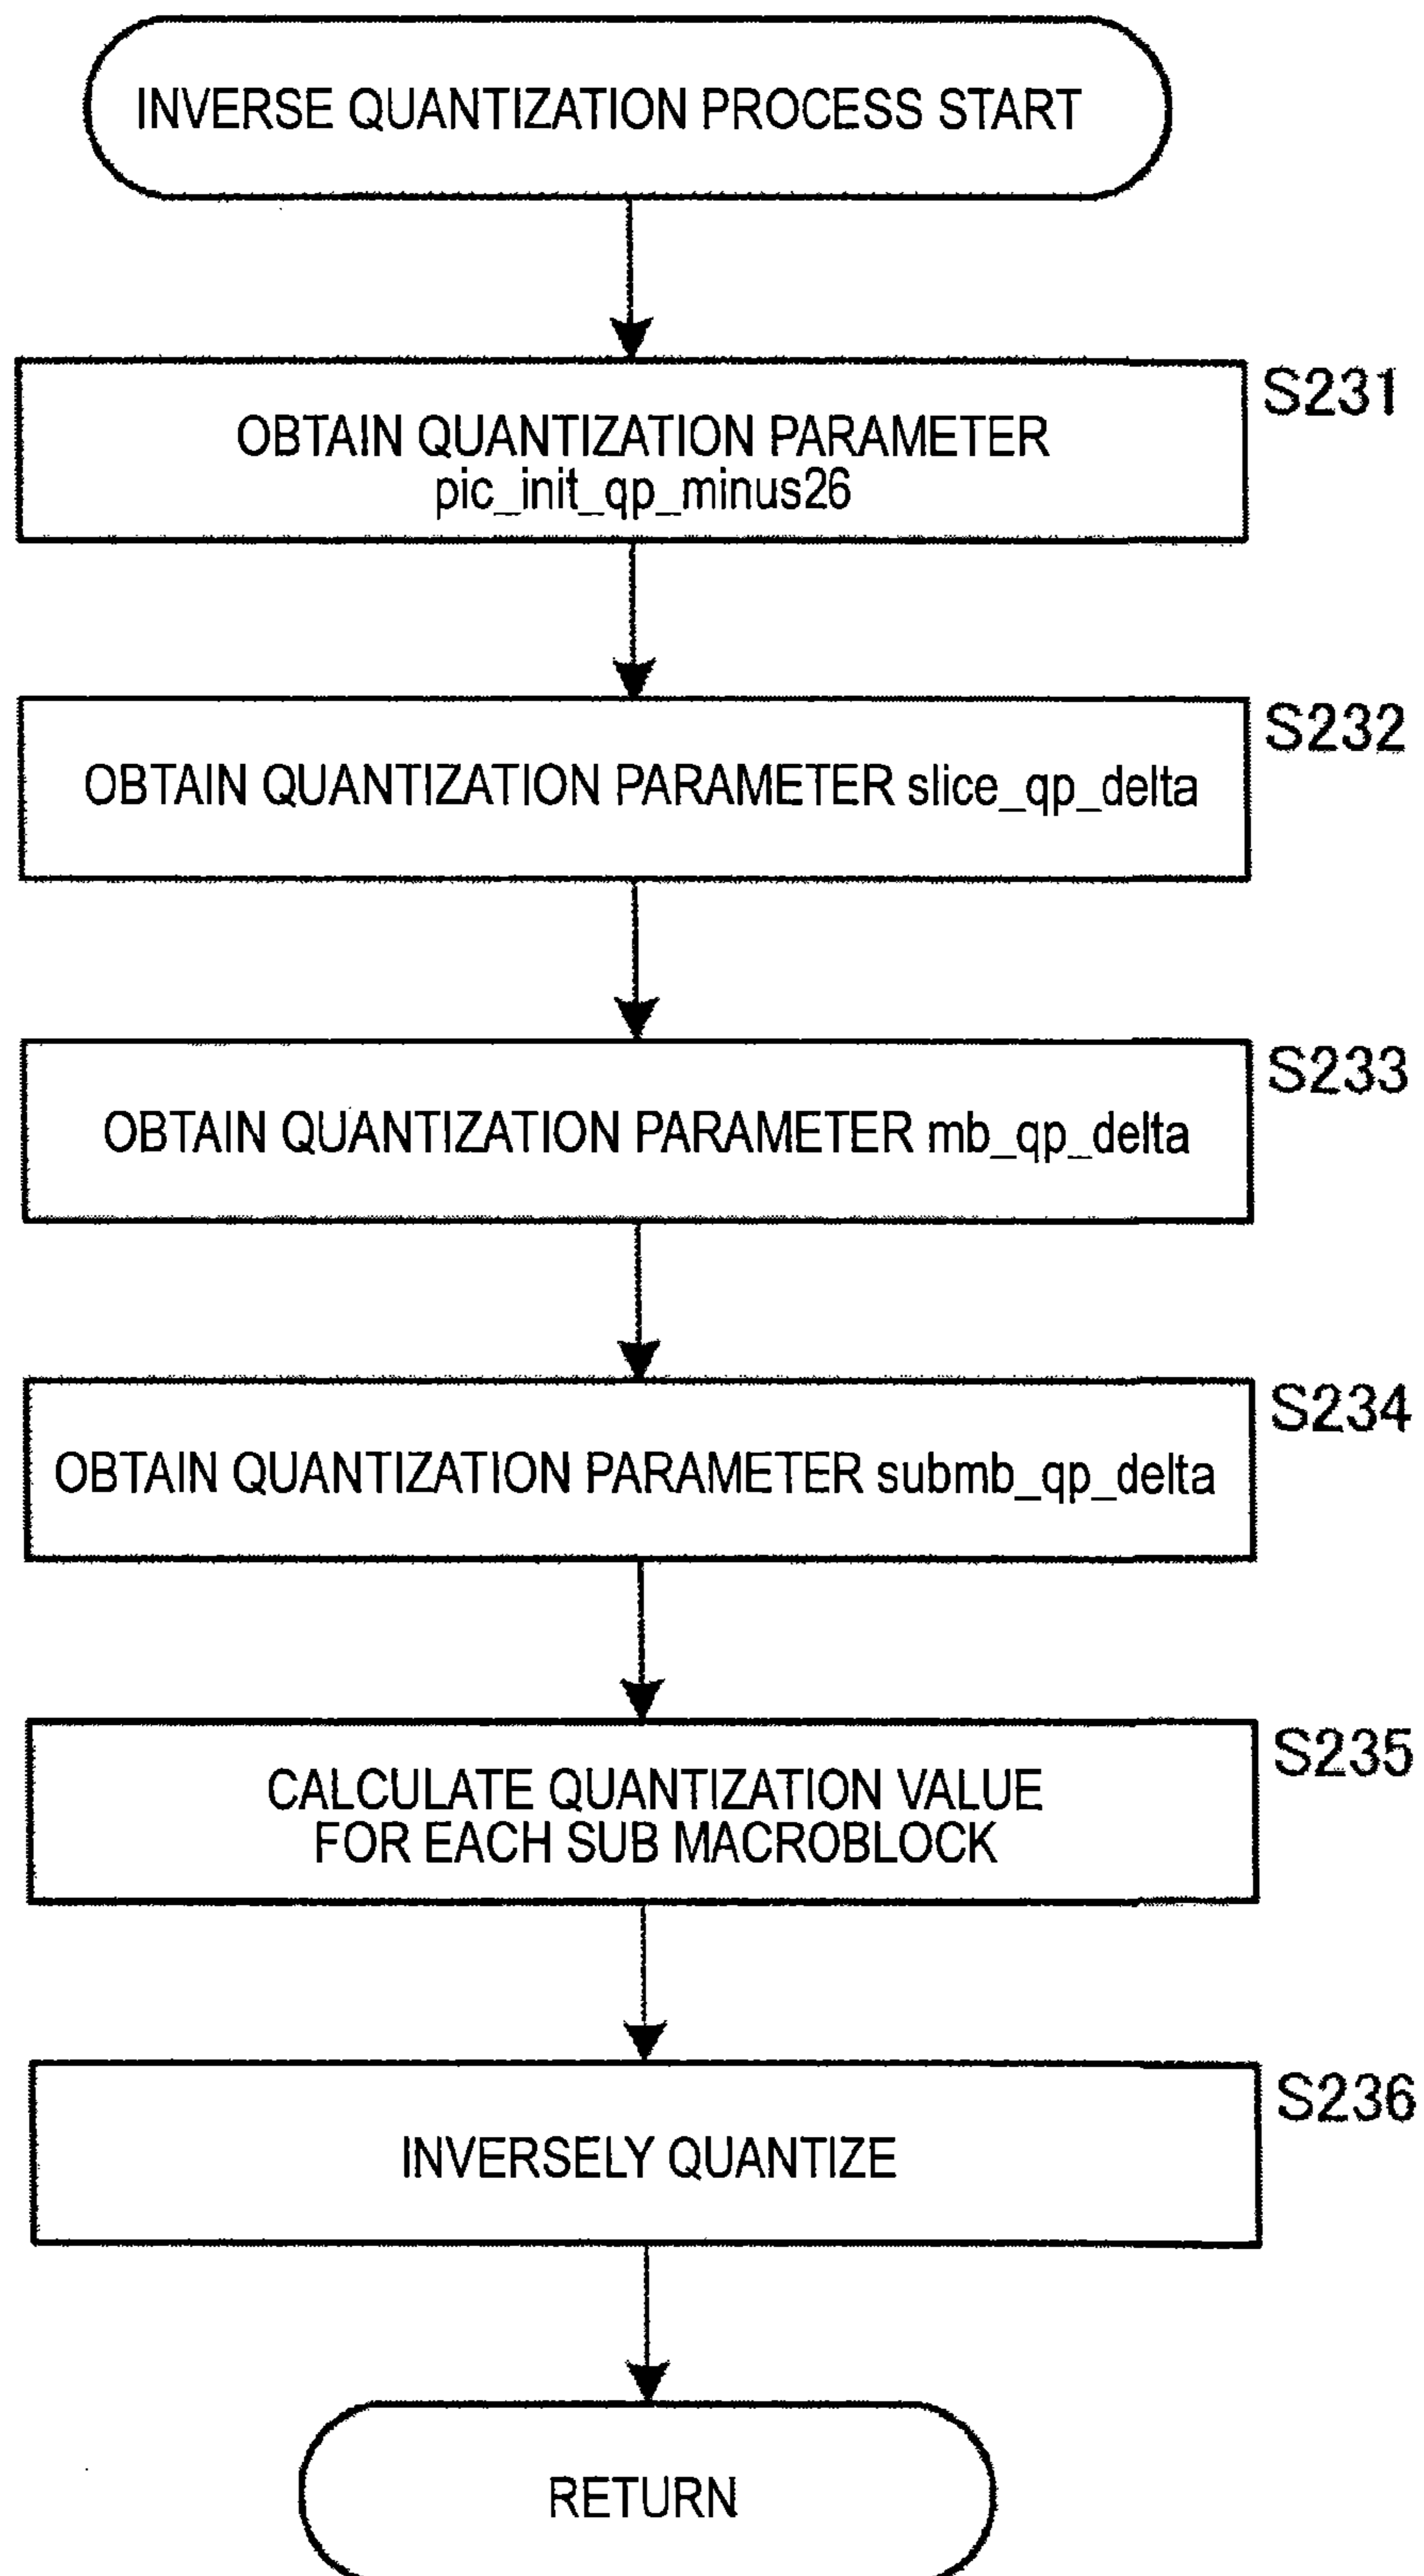 INVERSE QUANTIZATION PROCESS START
S231
OBTAIN QUANTIZATION PARAMETER
pic_init_qp_minus26
S232
OBTAIN QUANTIZATION PARAMETER slice_qp_delta
S233
OBTAIN QUANTIZATION PARAMETER mb_qp_delta
S234
OBTAIN QUANTIZATION PARAMETER submb_qp_delta
S235
CALCULATE QUANTIZATION VALUE
FOR EACH SUB MACROBLOCK
S236
INVERSELY QUANTIZE
RETURN